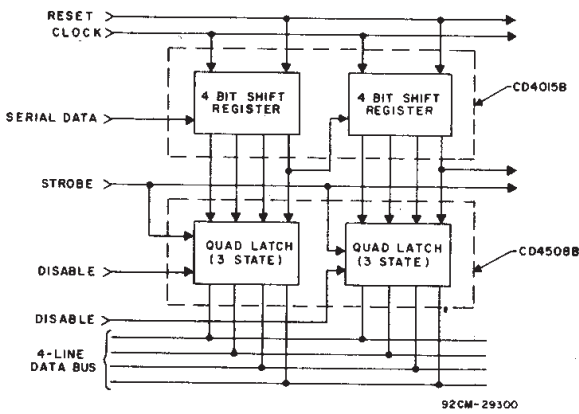 RESET
CLOCK
4 BIT SHIFT
REGISTER
4 BIT SHIFT
REGISTER
CD4015B
SERIAL DATA
STROBE
QUAD LATCH
(3 STATE)
QUAD LATCH
(3 STATE)
CD4508B
DISABLE
DISABLE
4-LINE
DATA BUS
92CM-29300